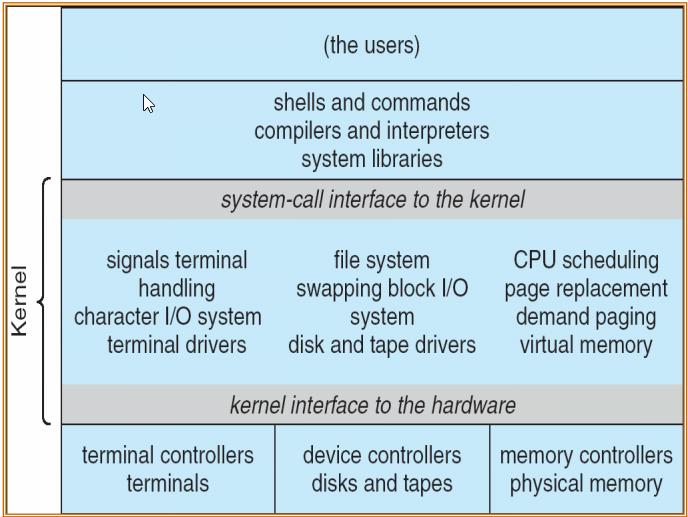 (the users)
shells and commands
compilers and interpreters
system libraries
system-call interface to the kernel
Kernel
signals terminal
handling
character I/O system
terminal drivers
file system
swapping block I/O
system
disk and tape drivers
CPU scheduling
page replacement
demand paging
virtual memory
kernel interface to the hardware
terminal controllers
terminals
device controllers
disks and tapes
memory controllers
physical memory